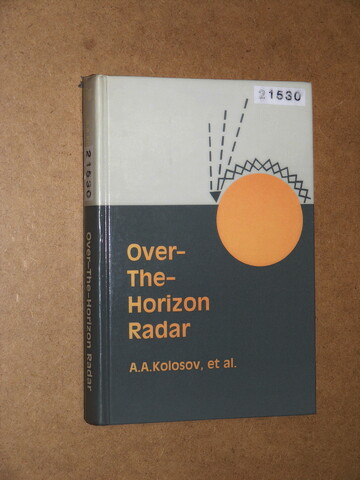 21530
Over-
The-
Horizon
Radar
A.A.Kolosov, et al.
21530
Over-The-Horizon Radar